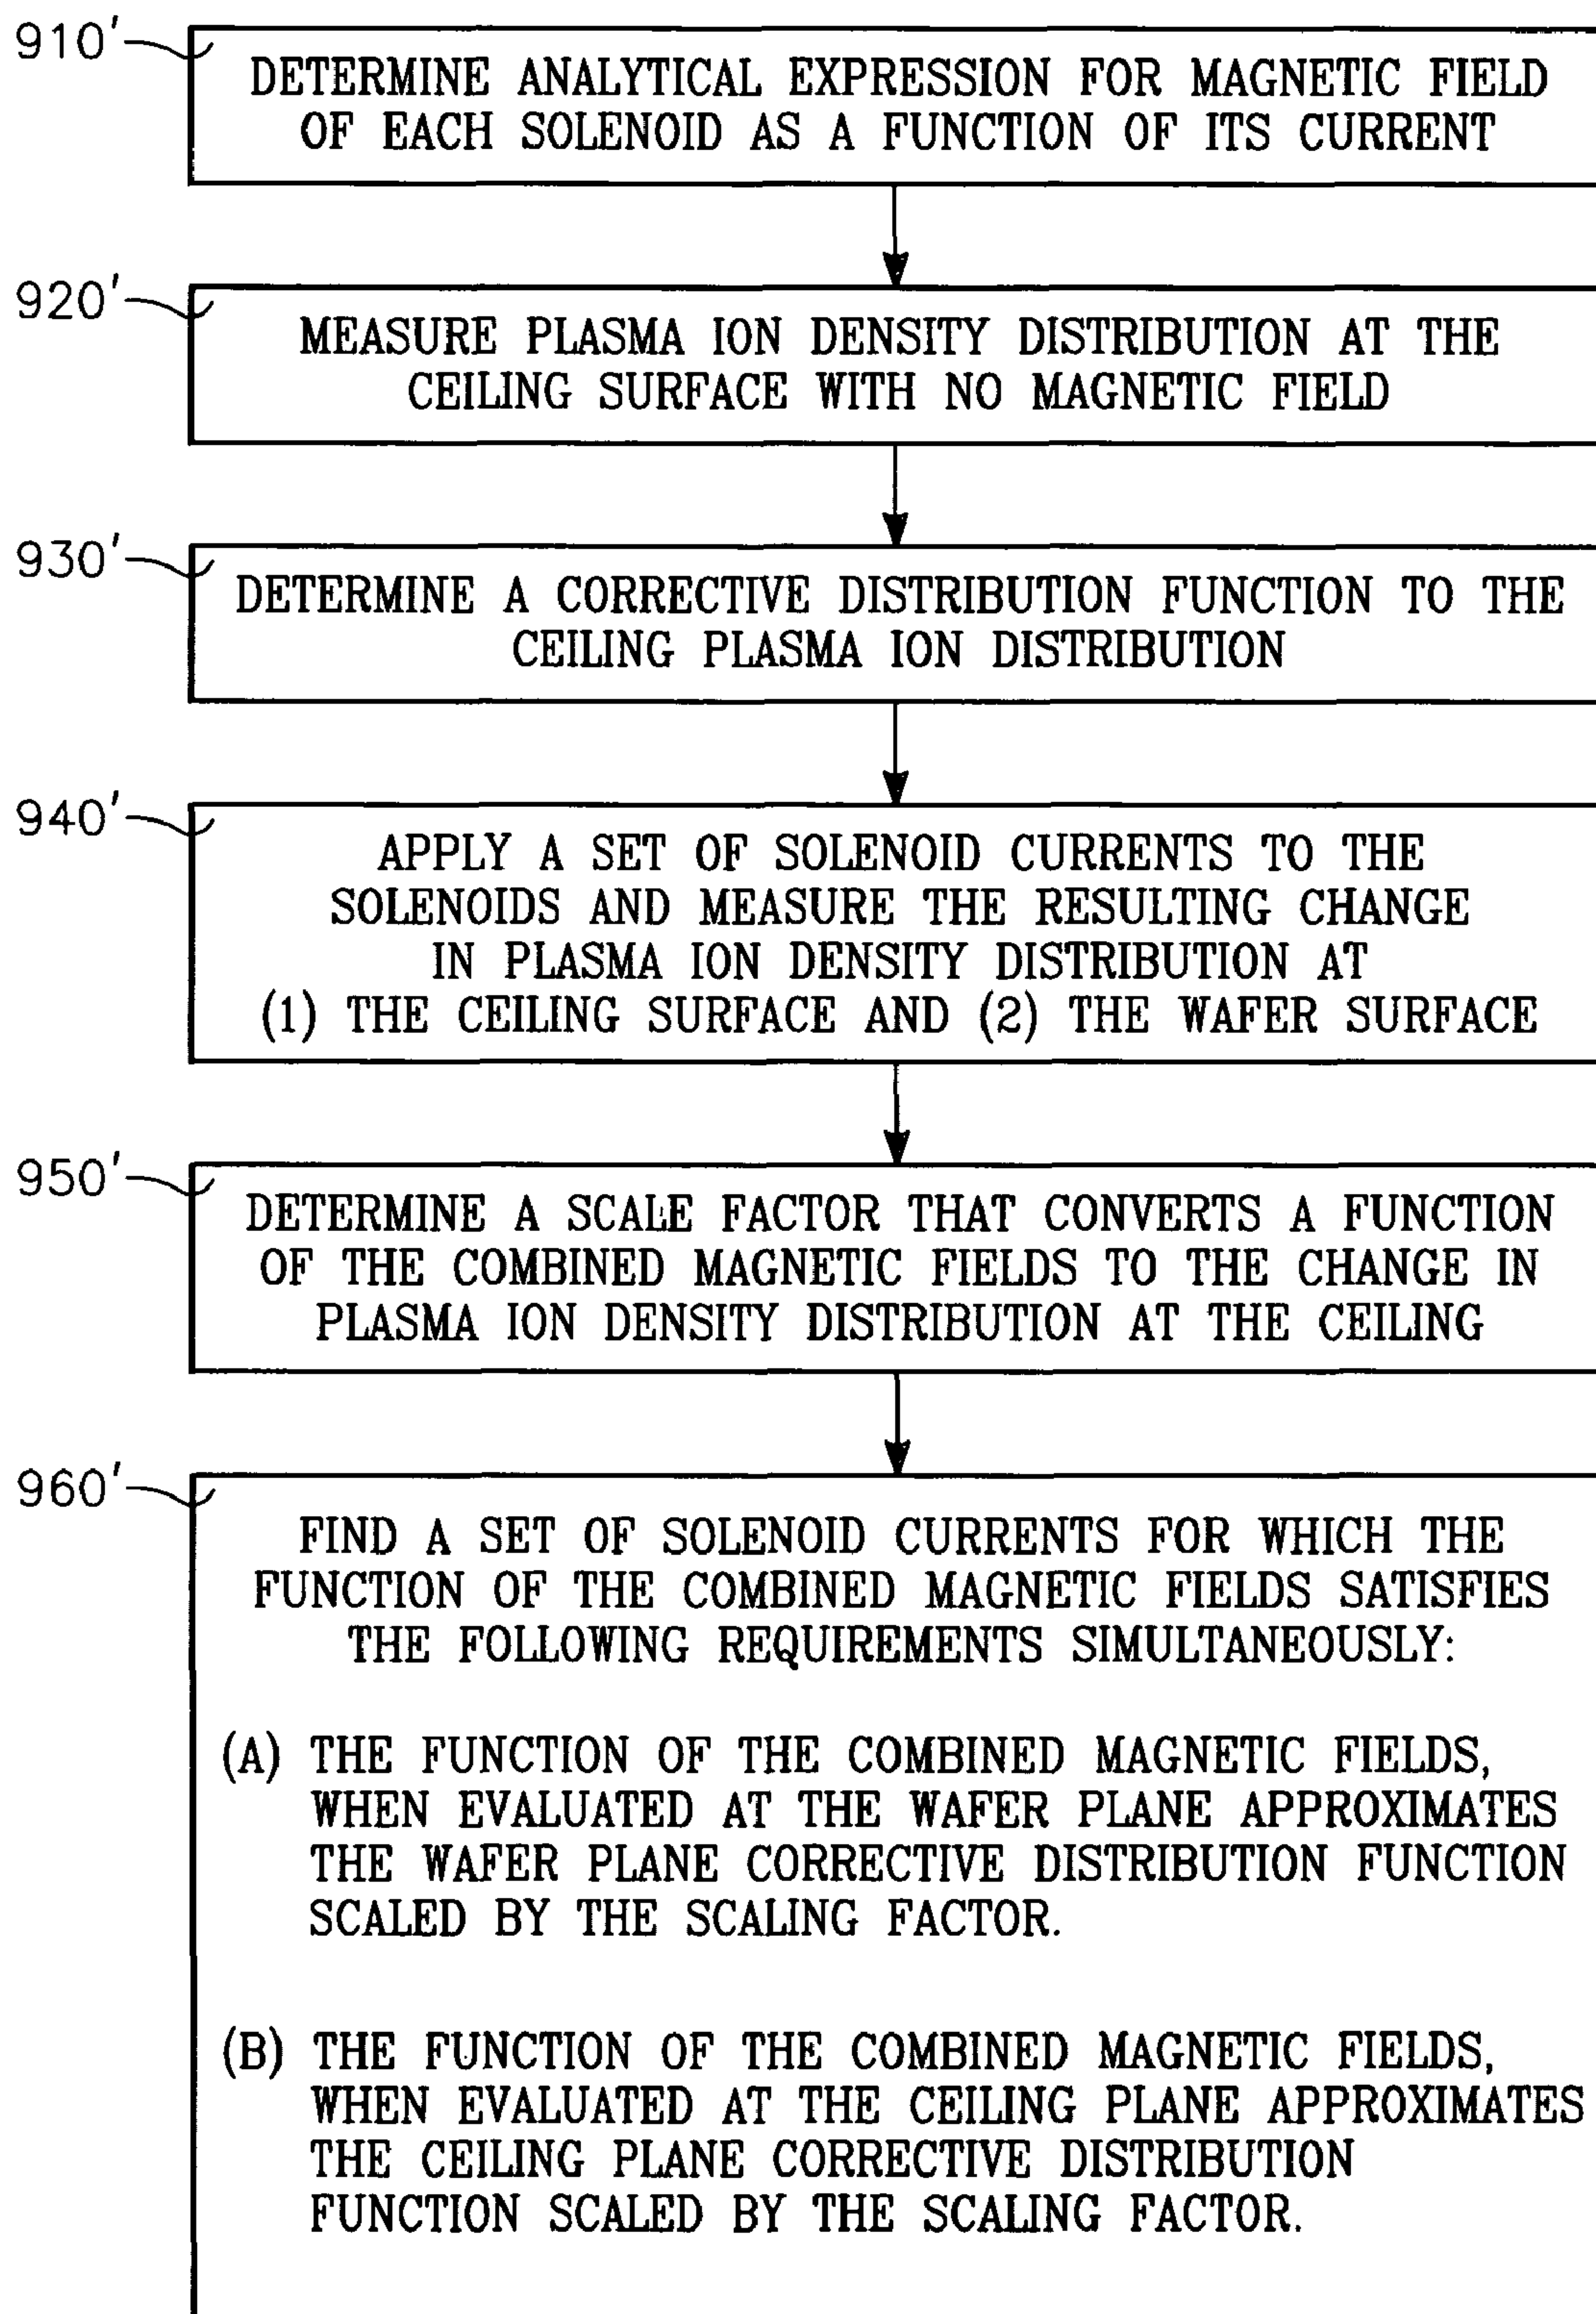 910'
DETERMINE ANALYTICAL EXPRESSION FOR MAGNETIC FIELD
OF EACH SOLENOID AS A FUNCTION OF ITS CURRENT
920'
MEASURE PLASMA ION DENSITY DISTRIBUTION AT THE
CEILING SURFACE WITH NO MAGNETIC FIELD
930'
DETERMINE A CORRECTIVE DISTRIBUTION FUNCTION TO THE
CEILING PLASMA ION DISTRIBUTION
940'
APPLY A SET OF SOLENOID CURRENTS TO THE
SOLENOIDS AND MEASURE THE RESULTING CHANGE
IN PLASMA ION DENSITY DISTRIBUTION AT
(1) THE CEILING SURFACE AND (2) THE WAFER SURFACE
950'
DETERMINE A SCALE FACTOR THAT CONVERTS A FUNCTION
OF THE COMBINED MAGNETIC FIELDS TO THE CHANGE IN
PLASMA ION DENSITY DISTRIBUTION AT THE CEILING
960'
FIND A SET OF SOLENOID CURRENTS FOR WHICH THE
FUNCTION OF THE COMBINED MAGNETIC FIELDS SATISFIES
THE FOLLOWING REQUIREMENTS SIMULTANEOUSLY:
(A) THE FUNCTION OF THE COMBINED MAGNETIC FIELDS,
WHEN EVALUATED AT THE WAFER PLANE APPROXIMATES
THE WAFER PLANE CORRECTIVE DISTRIBUTION FUNCTION
SCALED BY THE SCALING FACTOR.
(B) THE FUNCTION OF THE COMBINED MAGNETIC FIELDS,
WHEN EVALUATED AT THE CEILING PLANE APPROXIMATES
THE CEILING PLANE CORRECTIVE DISTRIBUTION
FUNCTION SCALED BY THE SCALING FACTOR.